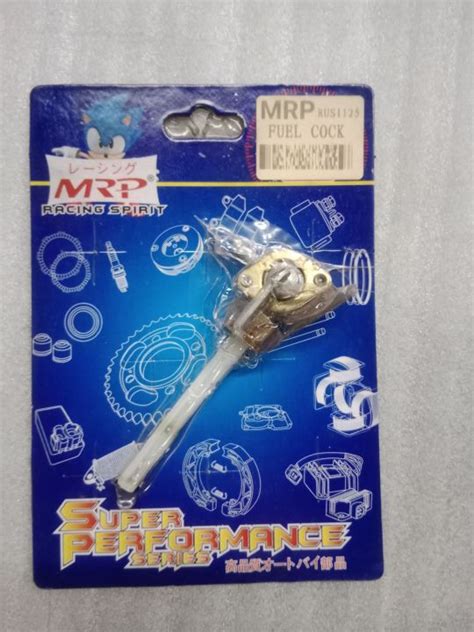 MRP RUSI125
FUEL COCK
レーシング
MRP®
RACING SPIRIT
SUPER
PERFORMANCE
SERIES
高品質オートバイ部品